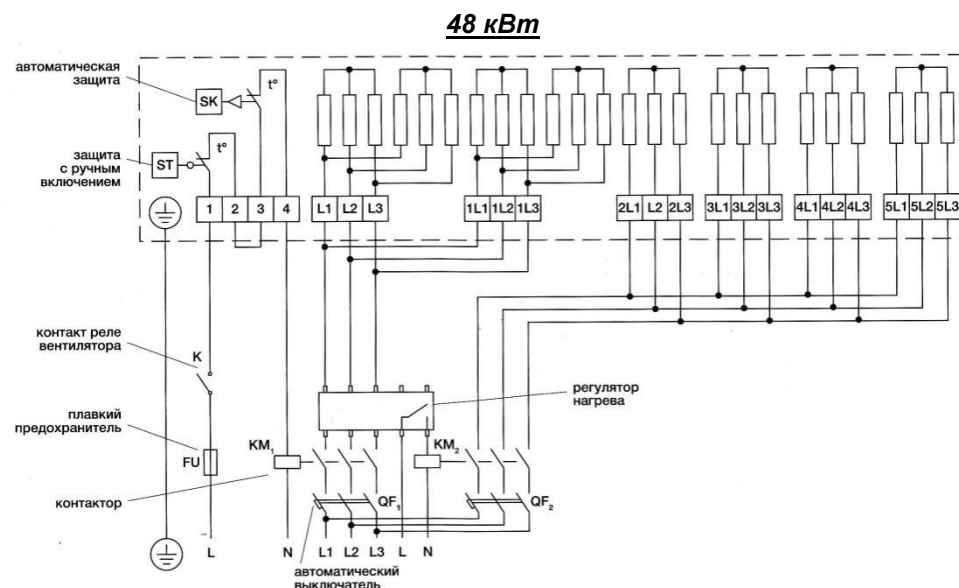 48 кВт
автоматическая
защита
SK
t°
защита
с ручным
включением
ST
t°
1 2 3 4
L1 L2 L3
1L1 1L2 1L3
2L1 L2 2L3
3L1 3L2 3L3
4L1 4L2 4L3
5L1 5L2 5L3
контакт реле
вентилятора
K
регулятор
нагрева
плавкий
предохранитель
FU
KM1
KM2
контактор
QF1
QF2
L
N
L1 L2 L3 L N
автоматический
выключатель